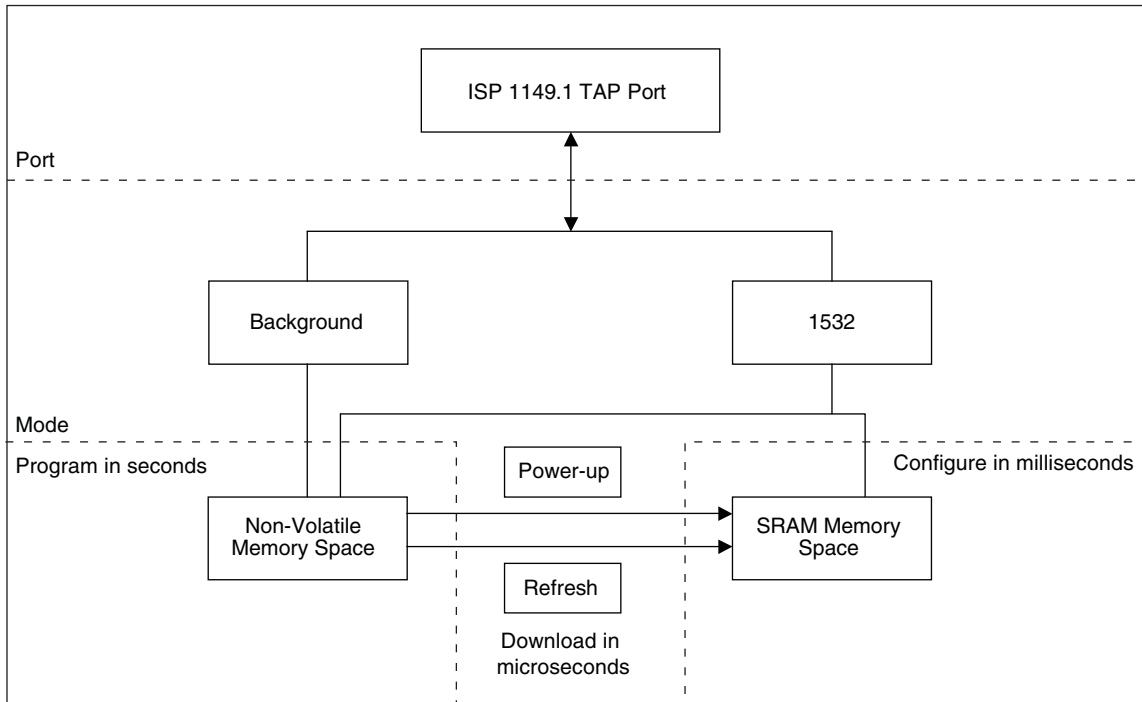 ISP 1149.1 TAP Port
Port
Background
1532
Mode
Program in seconds
Power-up
Configure in milliseconds
Non-Volatile
Memory Space
SRAM Memory
Space
Refresh
Download in
microseconds